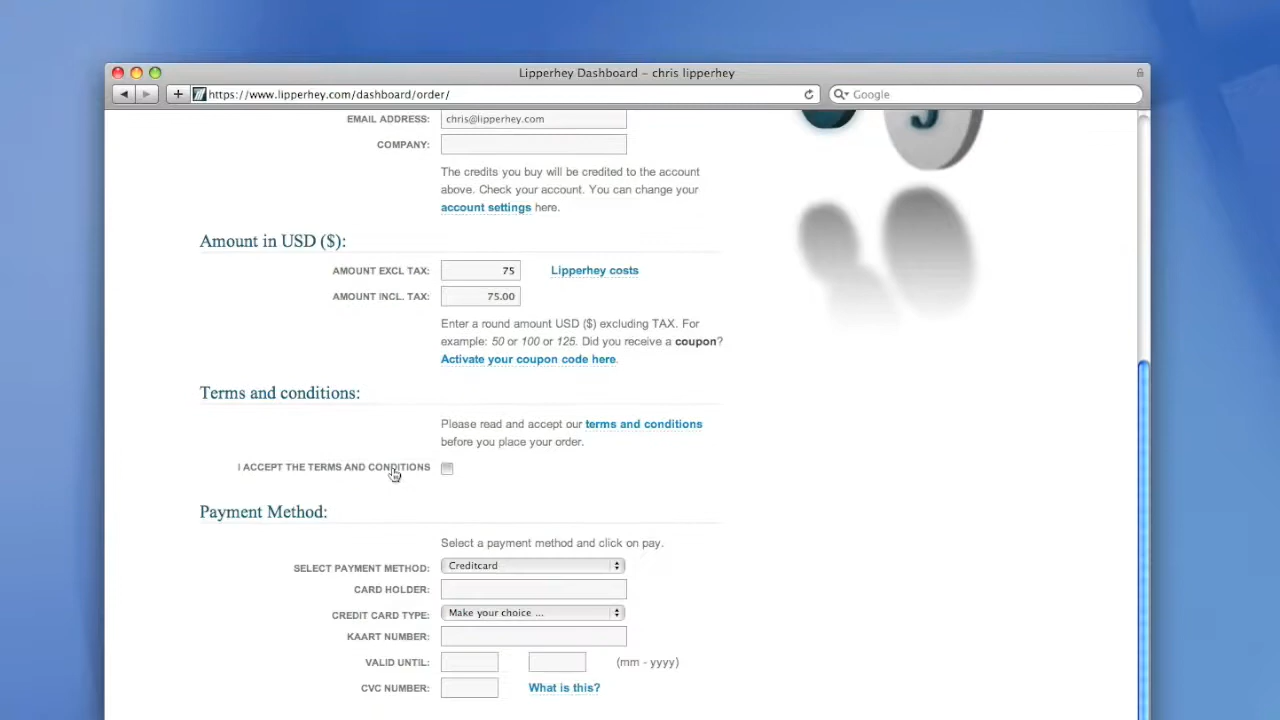 Lipperhey Dashboard – chris lipperhey
https://www.lipperhey.com/dashboard/order/
Google
EMAIL ADDRESS: chris@lipperhey.com
COMPANY:
The credits you buy will be credited to the account
above. Check your account. You can change your
account settings here.
Amount in USD ($):
AMOUNT EXCL TAX: 75 Lipperhey costs
AMOUNT INCL. TAX: 75.00
Enter a round amount USD ($) excluding TAX. For
example: 50 or 100 or 125. Did you receive a coupon?
Activate your coupon code here.
Terms and conditions:
Please read and accept our terms and conditions
before you place your order.
I ACCEPT THE TERMS AND CONDITIONS
Payment Method:
Select a payment method and click on pay.
SELECT PAYMENT METHOD: Creditcard
CARD HOLDER:
CREDIT CARD TYPE: Make your choice ...
KAART NUMBER:
VALID UNTIL: (mm - yyyy)
CVC NUMBER: What is this?